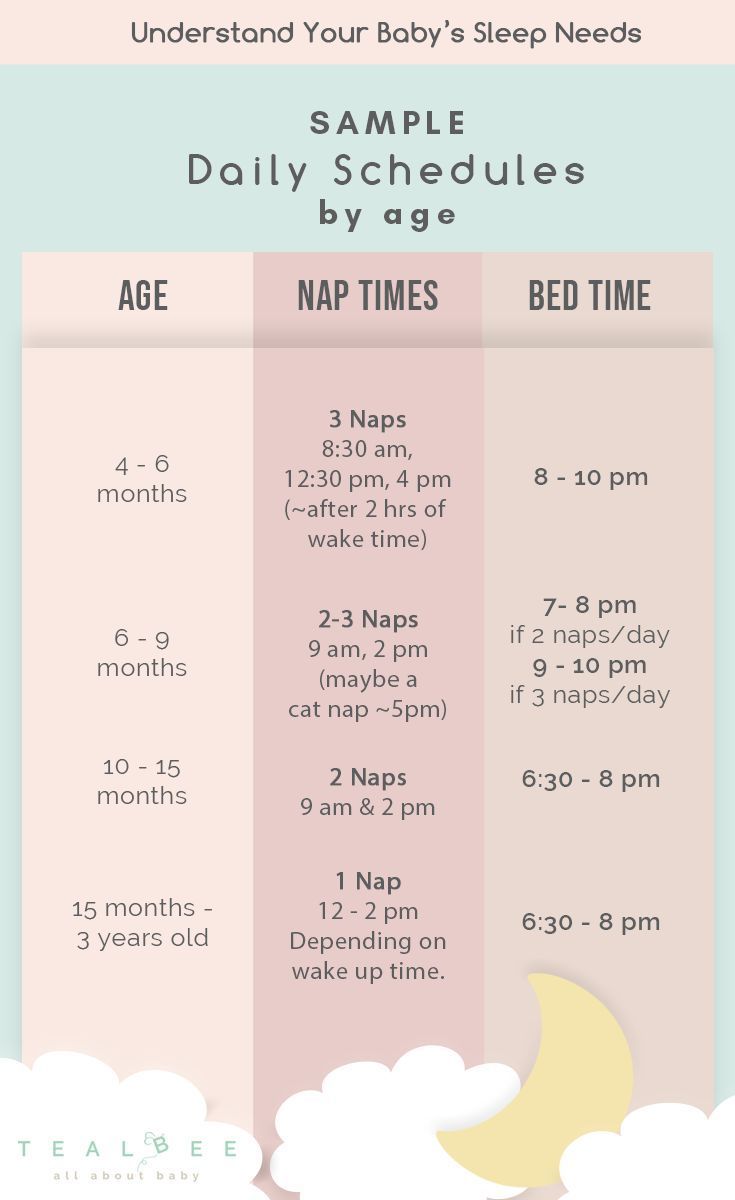 Understand Your Baby's Sleep Needs
SAMPLE
Daily Schedules
by age
AGE
NAP TIMES
BED TIME
4 - 6
months
3 Naps
8:30 am,
12:30 pm, 4 pm
(~after 2 hrs of
wake time)
8 - 10 pm
6 - 9
months
2-3 Naps
9 am, 2 pm
(maybe a
cat nap ~5pm)
7- 8 pm
if 2 naps/day
9 - 10 pm
if 3 naps/day
10 - 15
months
2 Naps
9 am & 2 pm
6:30 - 8 pm
15 months -
3 years old
1 Nap
12 - 2 pm
Depending on
wake up time.
6:30 - 8 pm
TEALBEE
all about baby